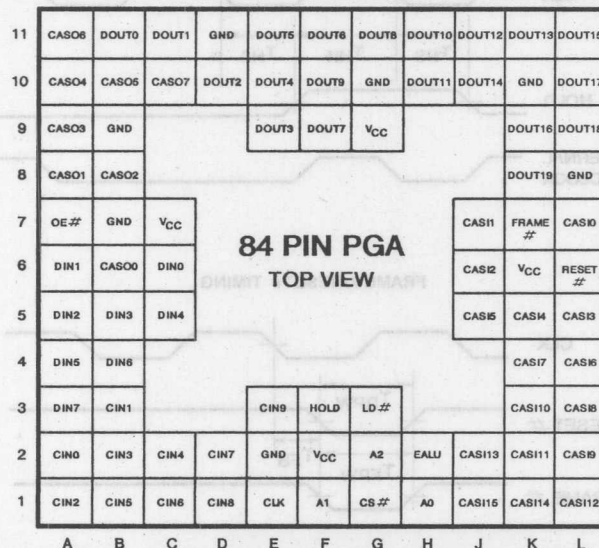 11 CASO6 DOUT0 DOUT1 GND DOUT5 DOUT6 DOUT8 DOUT10 DOUT12 DOUT13 DOUT15
10 CASO4 CASO5 CASO7 DOUT2 DOUT4 DOUT9 GND DOUT11 DOUT14 GND DOUT17
9 CASO3 GND DOUT3 DOUT7 VCC DOUT16 DOUT18
8 CASO1 CASO2 DOUT19 GND
7 OE# GND VCC CASI1 FRAME # CASI0
84 PIN PGA
6 DIN1 CASO0 DIN0 CASI2 VCC RESET #
TOP VIEW
5 DIN2 DIN3 DIN4 CASI5 CASI4 CASI3
4 DIN5 DIN6 CASI7 CASI6
3 DIN7 CIN1 CIN9 HOLD LD# CASI10 CASI8
2 CIN0 CIN3 CIN4 CIN7 GND VCC A2 EALU CASI13 CASI11 CASI9
1 CIN2 CIN5 CIN6 CIN8 CLK A1 CS# A0 CASI15 CASI14 CASI12
A B C D E F G H J K L